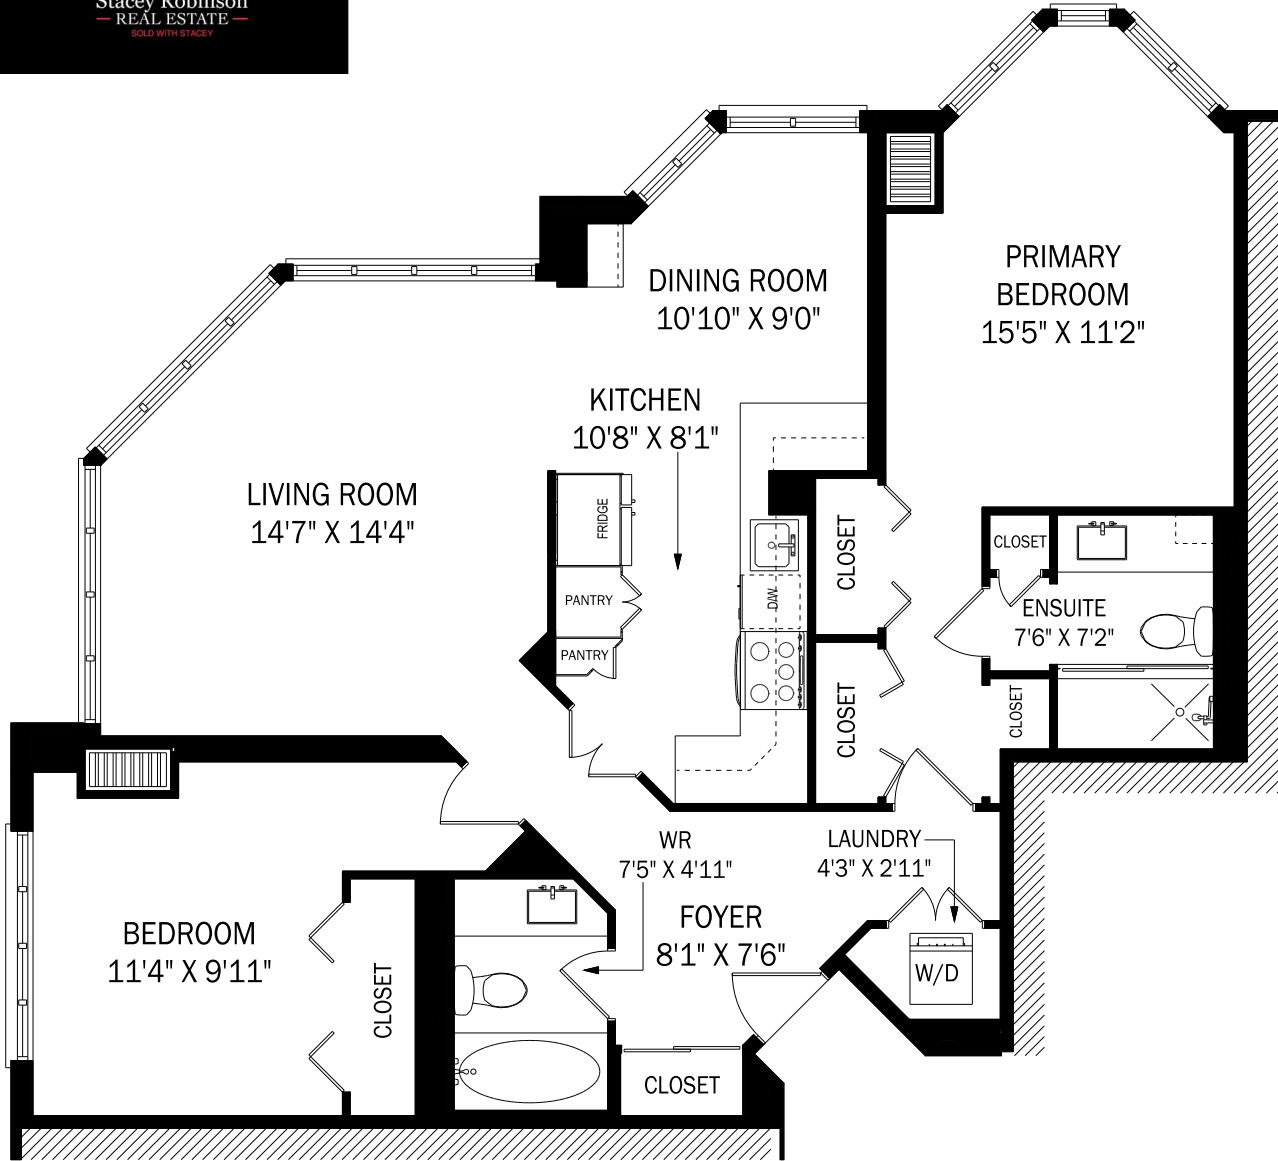 Stacey Robinson
REAL ESTATE
SOLD WITH STACEY
PRIMARY
BEDROOM
15'5" X 11'2"
DINING ROOM
10'10" X 9'0"
KITCHEN
10'8" X 8'1"
LIVING ROOM
14'7" X 14'4"
FRIDGE
PANTRY
PANTRY
D/W
CLOSET
CLOSET
CLOSET
ENSUITE
7'6" X 7'2"
CLOSET
WR
7'5" X 4'11"
LAUNDRY
4'3" X 2'11"
FOYER
8'1" X 7'6"
W/D
BEDROOM
11'4" X 9'11"
CLOSET
CLOSET